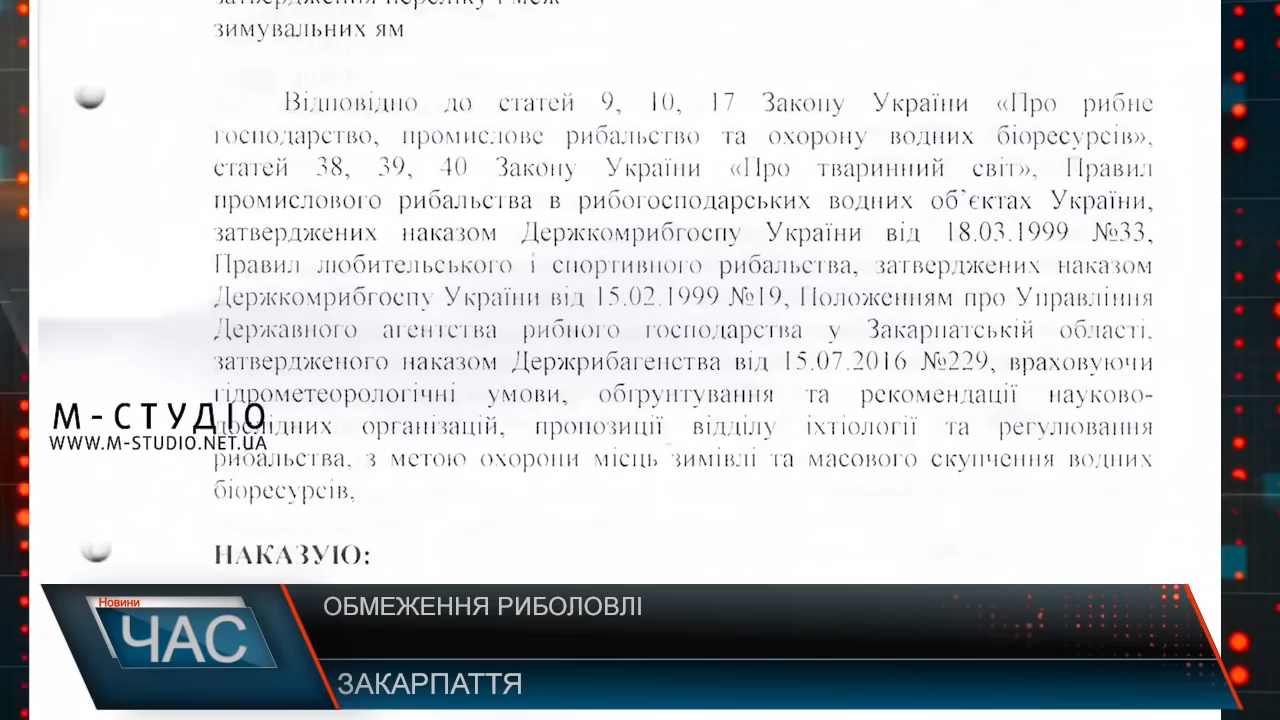 зимувальних ям
Відповідно до статей 9, 10, 17 Закону України «Про рибне
господарство, промислове рибальство та охорону водних біоресурсів»,
статей 38, 39, 40 Закону України «Про тваринний світ», Правил
промислового рибальства в рибогосподарських водних об`єктах України,
затверджених наказом Держкомрибгоспу України від 18.03.1999 №33,
Правил любительського і спортивного рибальства, затверджених наказом
Держкомрибгоспу України від 15.02.1999 №19, Положенням про Управління
Державного агентства рибного господарства у Закарпатській області,
затвердженого наказом Держрибагенства від 15.07.2016 №229, враховуючи
гідрометеорологічні умови, обґрунтування та рекомендації науково-
дослідних організацій, пропозиції відділу іхтіології та регулювання
рибальства, з метою охорони місць зимівлі та масового скупчення водних
біоресурсів,
НАКАЗУЮ:
М-СТУДІО
WWW.M-STUDIO.NET.UA
Новини
ЧАС
ОБМЕЖЕННЯ РИБОЛОВЛІ
ЗАКАРПАТТЯ